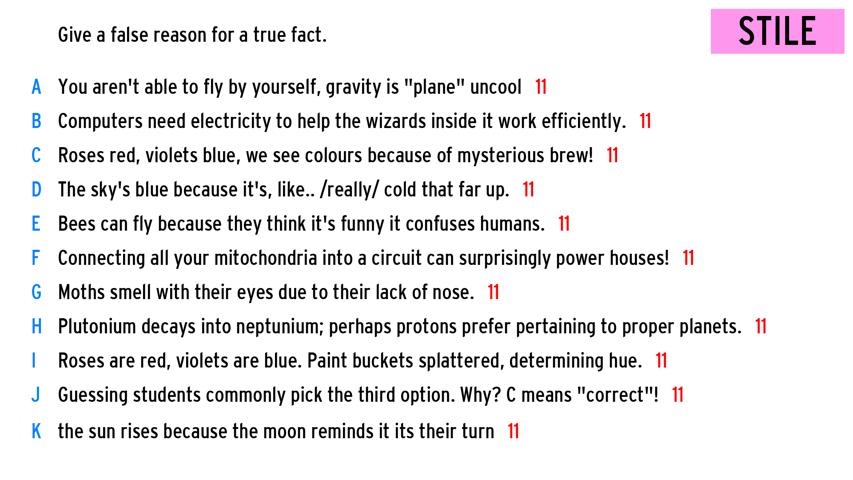 Give a false reason for a true fact.
STILE
A You aren't able to fly by yourself, gravity is "plane" uncool 11
B Computers need electricity to help the wizards inside it work efficiently. 11
C Roses red, violets blue, we see colours because of mysterious brew! 11
D The sky's blue because it's, like.. /really/ cold that far up. 11
E Bees can fly because they think it's funny it confuses humans. 11
F Connecting all your mitochondria into a circuit can surprisingly power houses! 11
G Moths smell with their eyes due to their lack of nose. 11
H Plutonium decays into neptunium; perhaps protons prefer pertaining to proper planets. 11
I Roses are red, violets are blue. Paint buckets splattered, determining hue. 11
J Guessing students commonly pick the third option. Why? C means "correct"! 11
K the sun rises because the moon reminds it its their turn 11